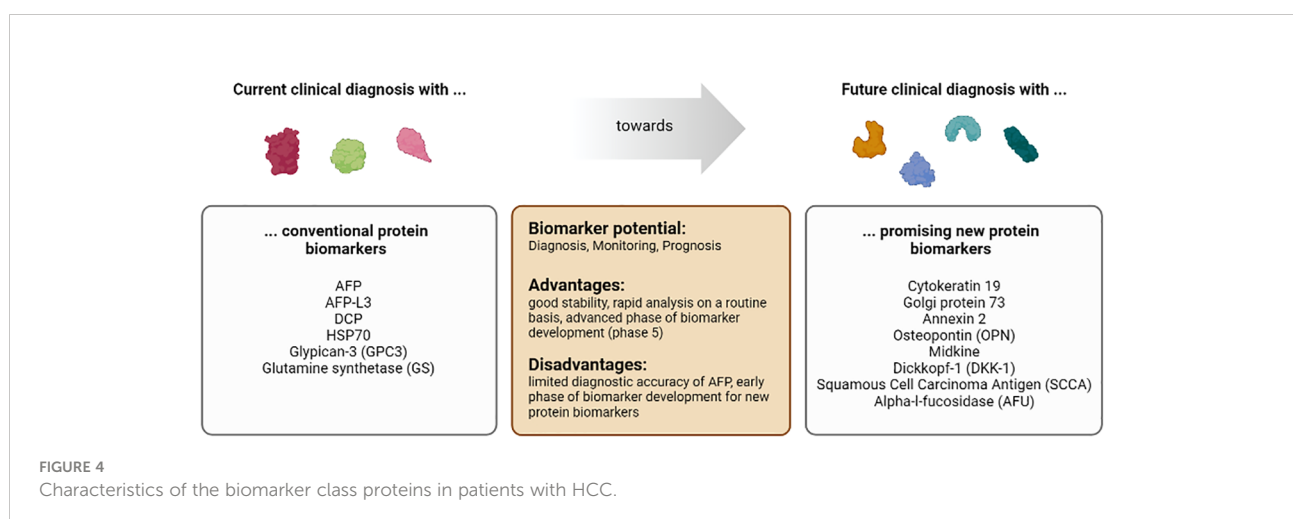 Current clinical diagnosis with ...
towards
Future clinical diagnosis with ...
... conventional protein
biomarkers
AFP
AFP-L3
DCP
HSP70
Glypican-3 (GPC3)
Glutamine synthetase (GS)
Biomarker potential:
Diagnosis, Monitoring, Prognosis
Advantages:
good stability, rapid analysis on a routine
basis, advanced phase of biomarker
development (phase 5)
Disadvantages:
limited diagnostic accuracy of AFP, early
phase of biomarker development for new
protein biomarkers
... promising new protein
biomarkers
Cytokeratin 19
Golgi protein 73
Annexin 2
Osteopontin (OPN)
Midkine
Dickkopf-1 (DKK-1)
Squamous Cell Carcinoma Antigen (SCCA)
Alpha-l-fucosidase (AFU)
FIGURE 4
Characteristics of the biomarker class proteins in patients with HCC.